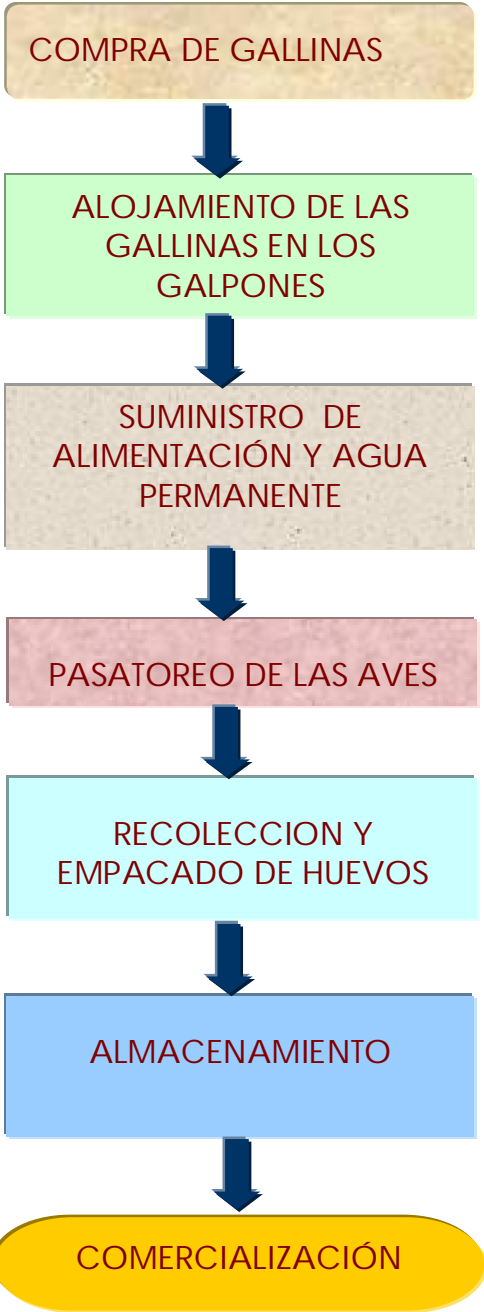 COMPRA DE GALLINAS
ALOJAMIENTO DE LAS
GALLINAS EN LOS
GALPONES
SUMINISTRO DE
ALIMENTACIÓN Y AGUA
PERMANENTE
PASATOREO DE LAS AVES
RECOLECCION Y
EMPACADO DE HUEVOS
ALMACENAMIENTO
COMERCIALIZACIÓN